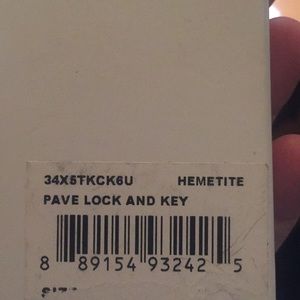 34X5TKCK6U HEMETITE
PAVE LOCK AND KEY
8 89154 93242 5